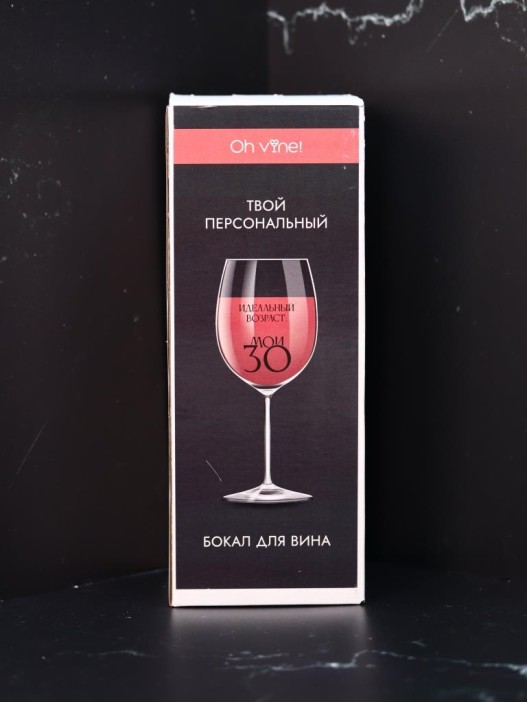 Oh vine!
ТВОЙ
ПЕРСОНАЛЬНЫЙ
ИДЕАЛЬНЫЙ
ВОЗРАСТ:
МОИ
30
БОКАЛ ДЛЯ ВИНА